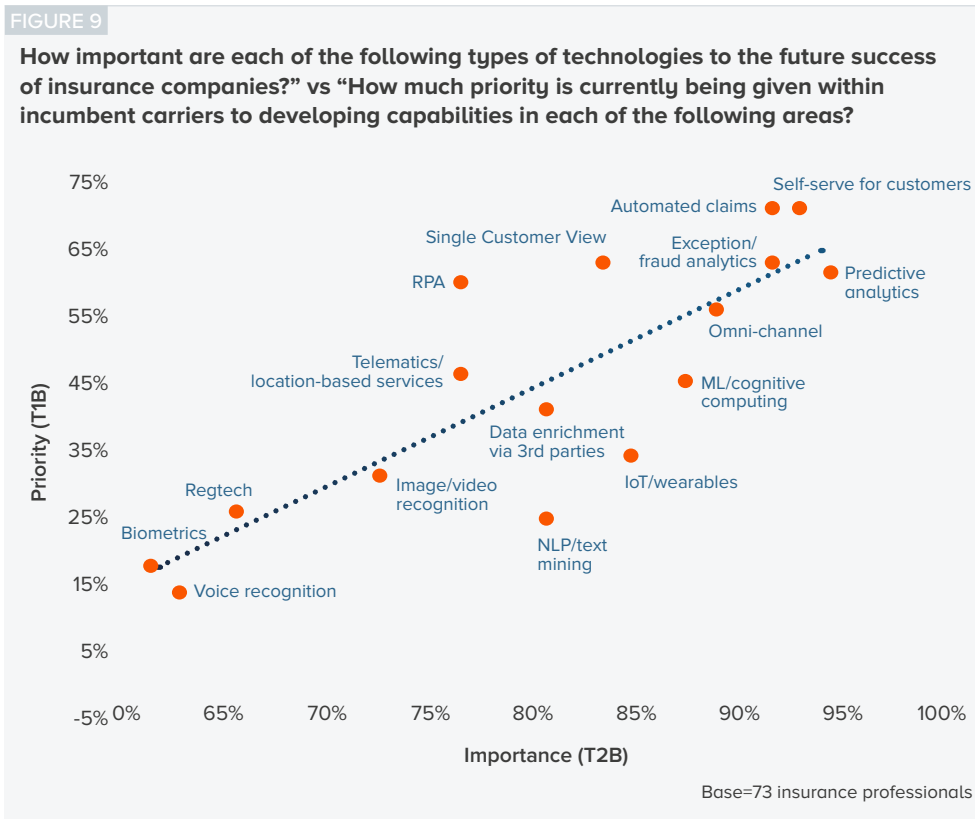 FIGURE 9
How important are each of the following types of technologies to the future success
of insurance companies?” vs “How much priority is currently being given within
incumbent carriers to developing capabilities in each of the following areas?
75%
Self-serve for customers
Automated claims
65%
Single Customer View
Exception/
fraud analytics
RPA
Predictive
analytics
55%
Omni-channel
Telematics/
location-based services
45%
ML/cognitive
computing
Data enrichment
via 3rd parties
35%
IoT/wearables
Image/video
recognition
Regtech
25%
NLP/text
mining
Biometrics
15%
Voice recognition
5%
-5%
Priority (T1B)
0%
65%
70%
75%
80%
85%
90%
95%
100%
Importance (T2B)
Base=73 insurance professionals